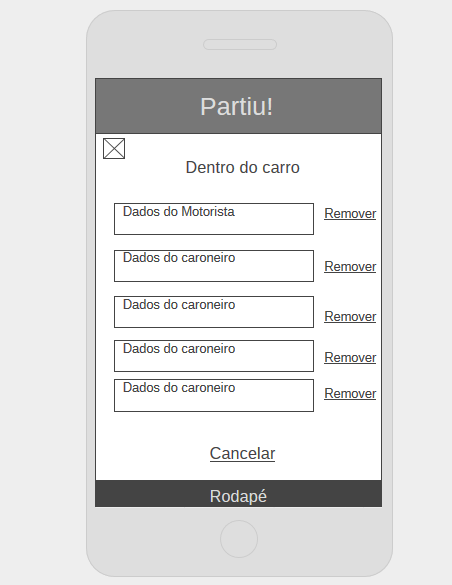 Partiu!
Dentro do carro
Dados do Motorista
Remover
Dados do caroneiro
Remover
Dados do caroneiro
Remover
Dados do caroneiro
Remover
Dados do caroneiro
Remover
Cancelar
Rodapé